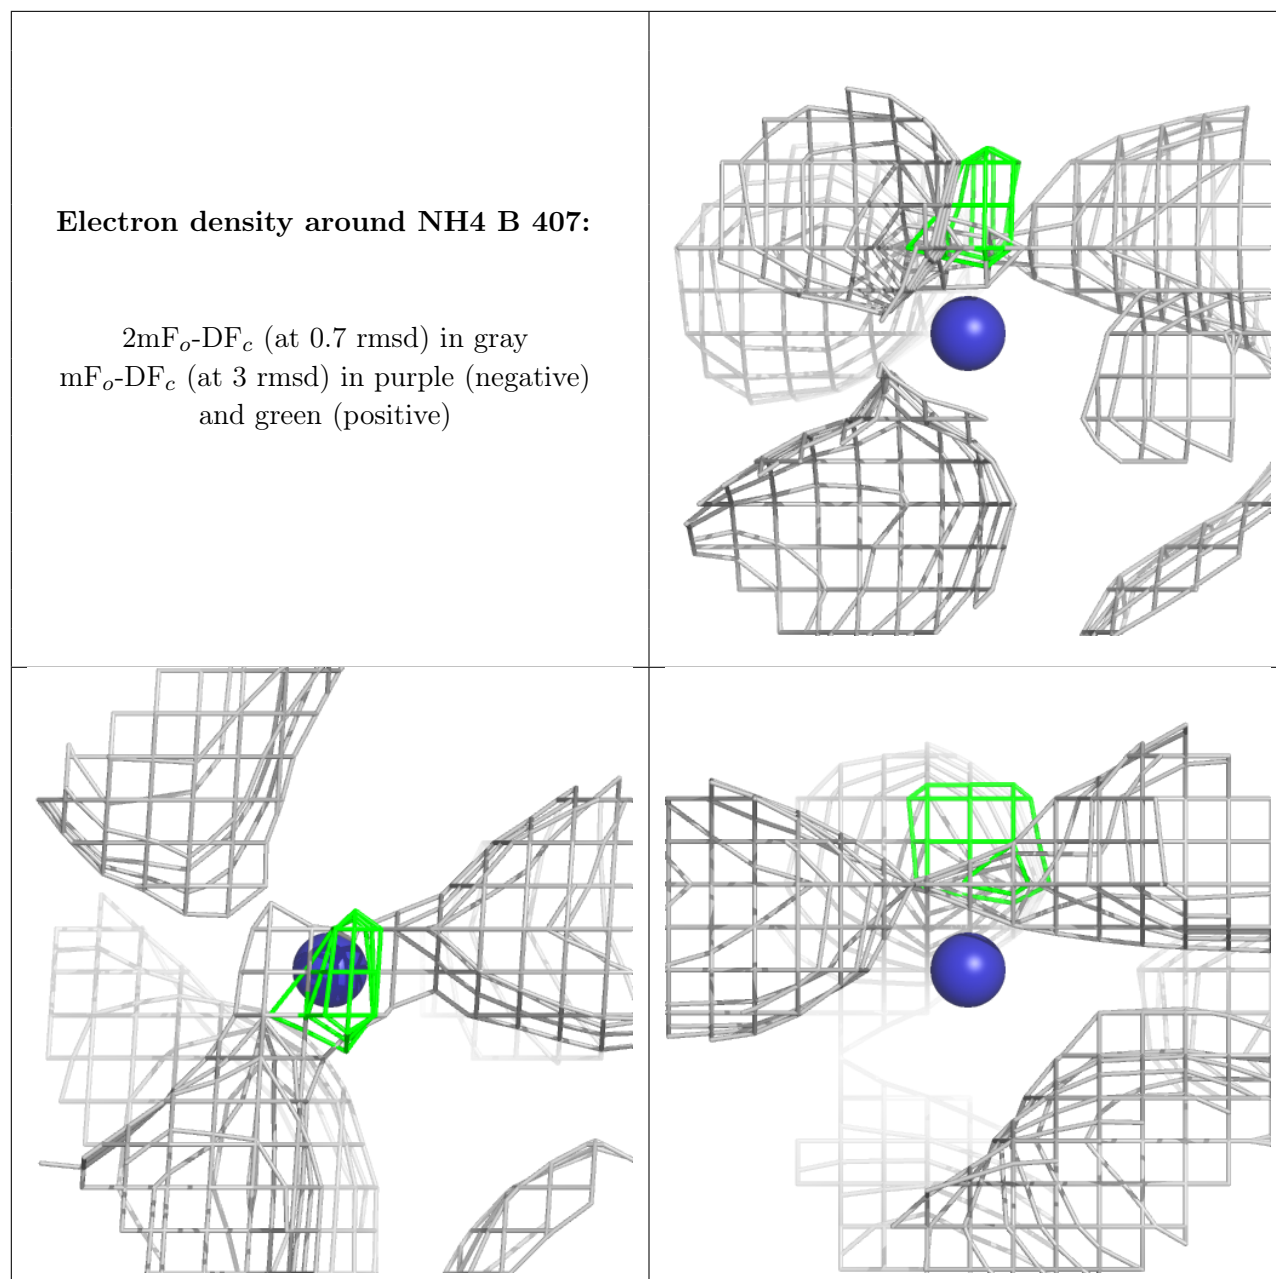 Electron density around NH4 B 407:
2mFo-DFc (at 0.7 rmsd) in gray
mFo-DFc (at 3 rmsd) in purple (negative)
and green (positive)